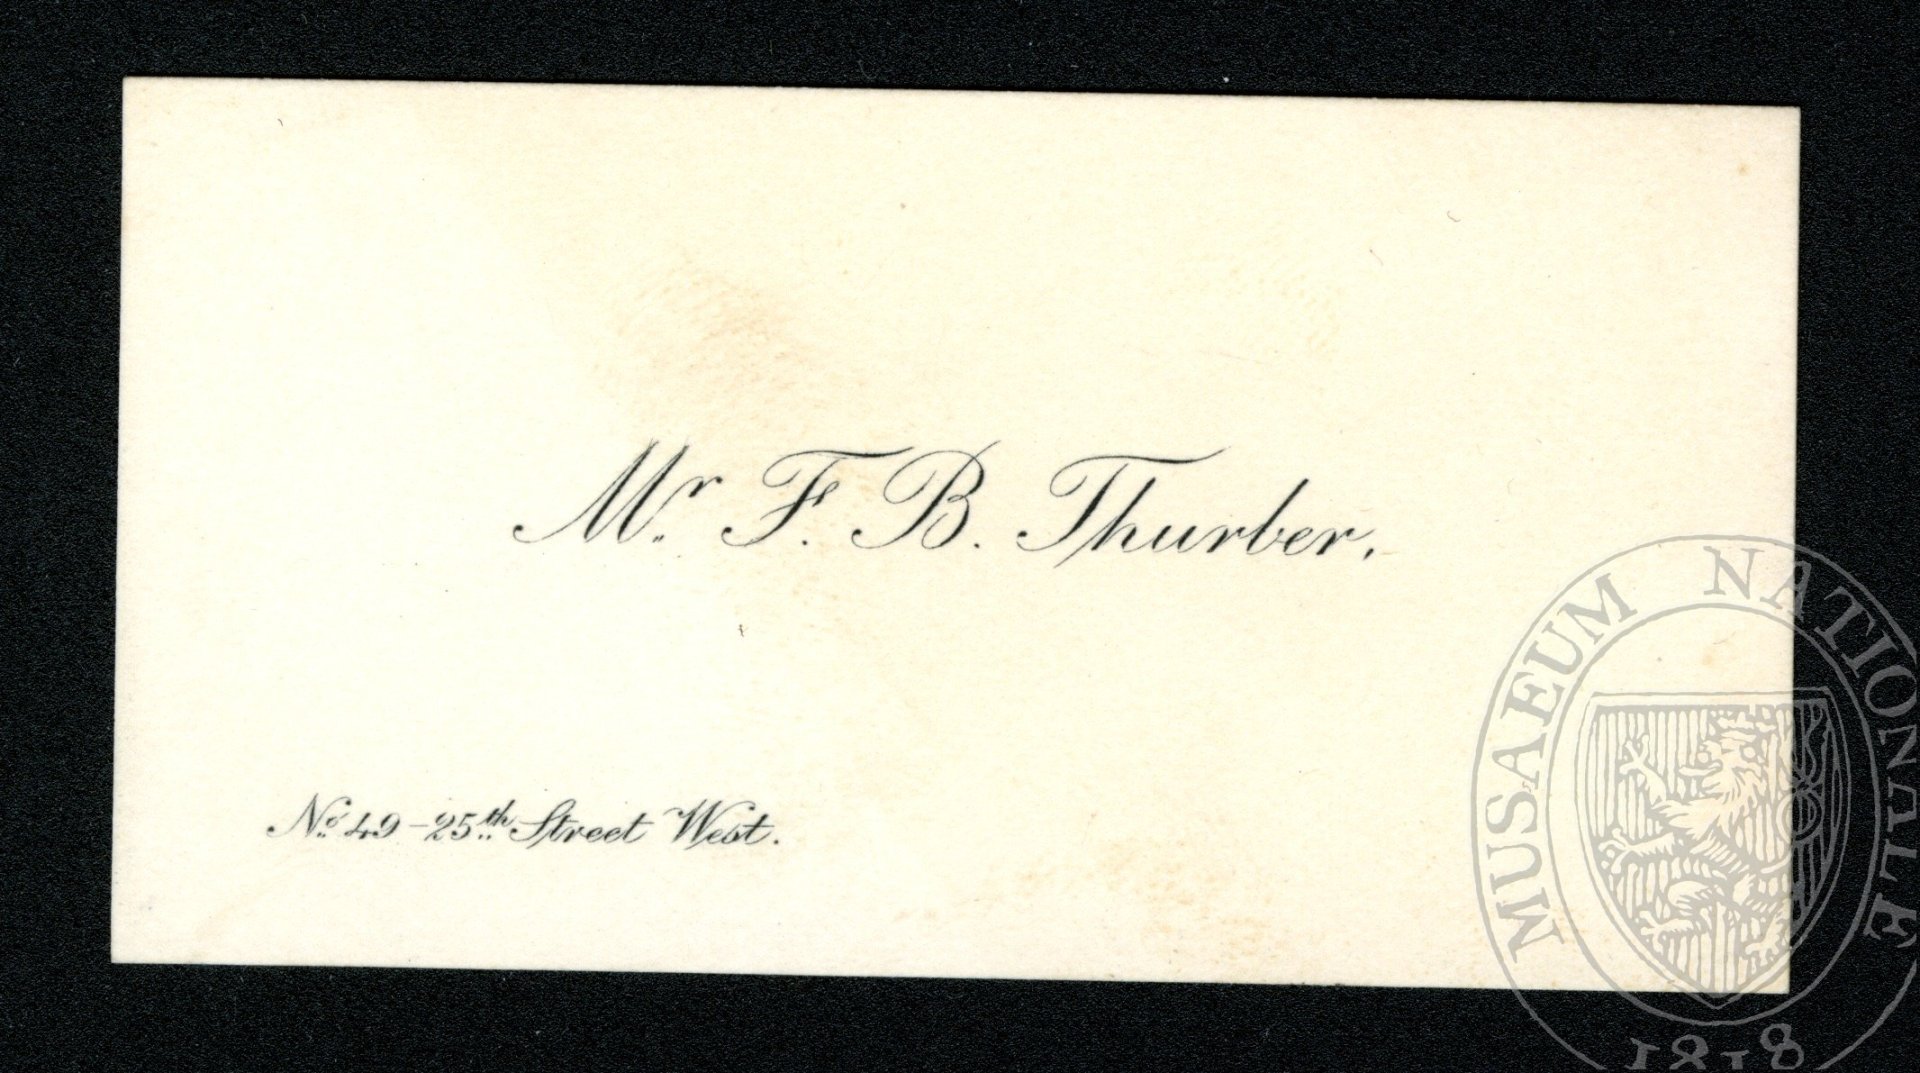 Mr. F. B. Thurber.
No. 49 - 25th Street West.
MUSAEUM NATIONALE
1818